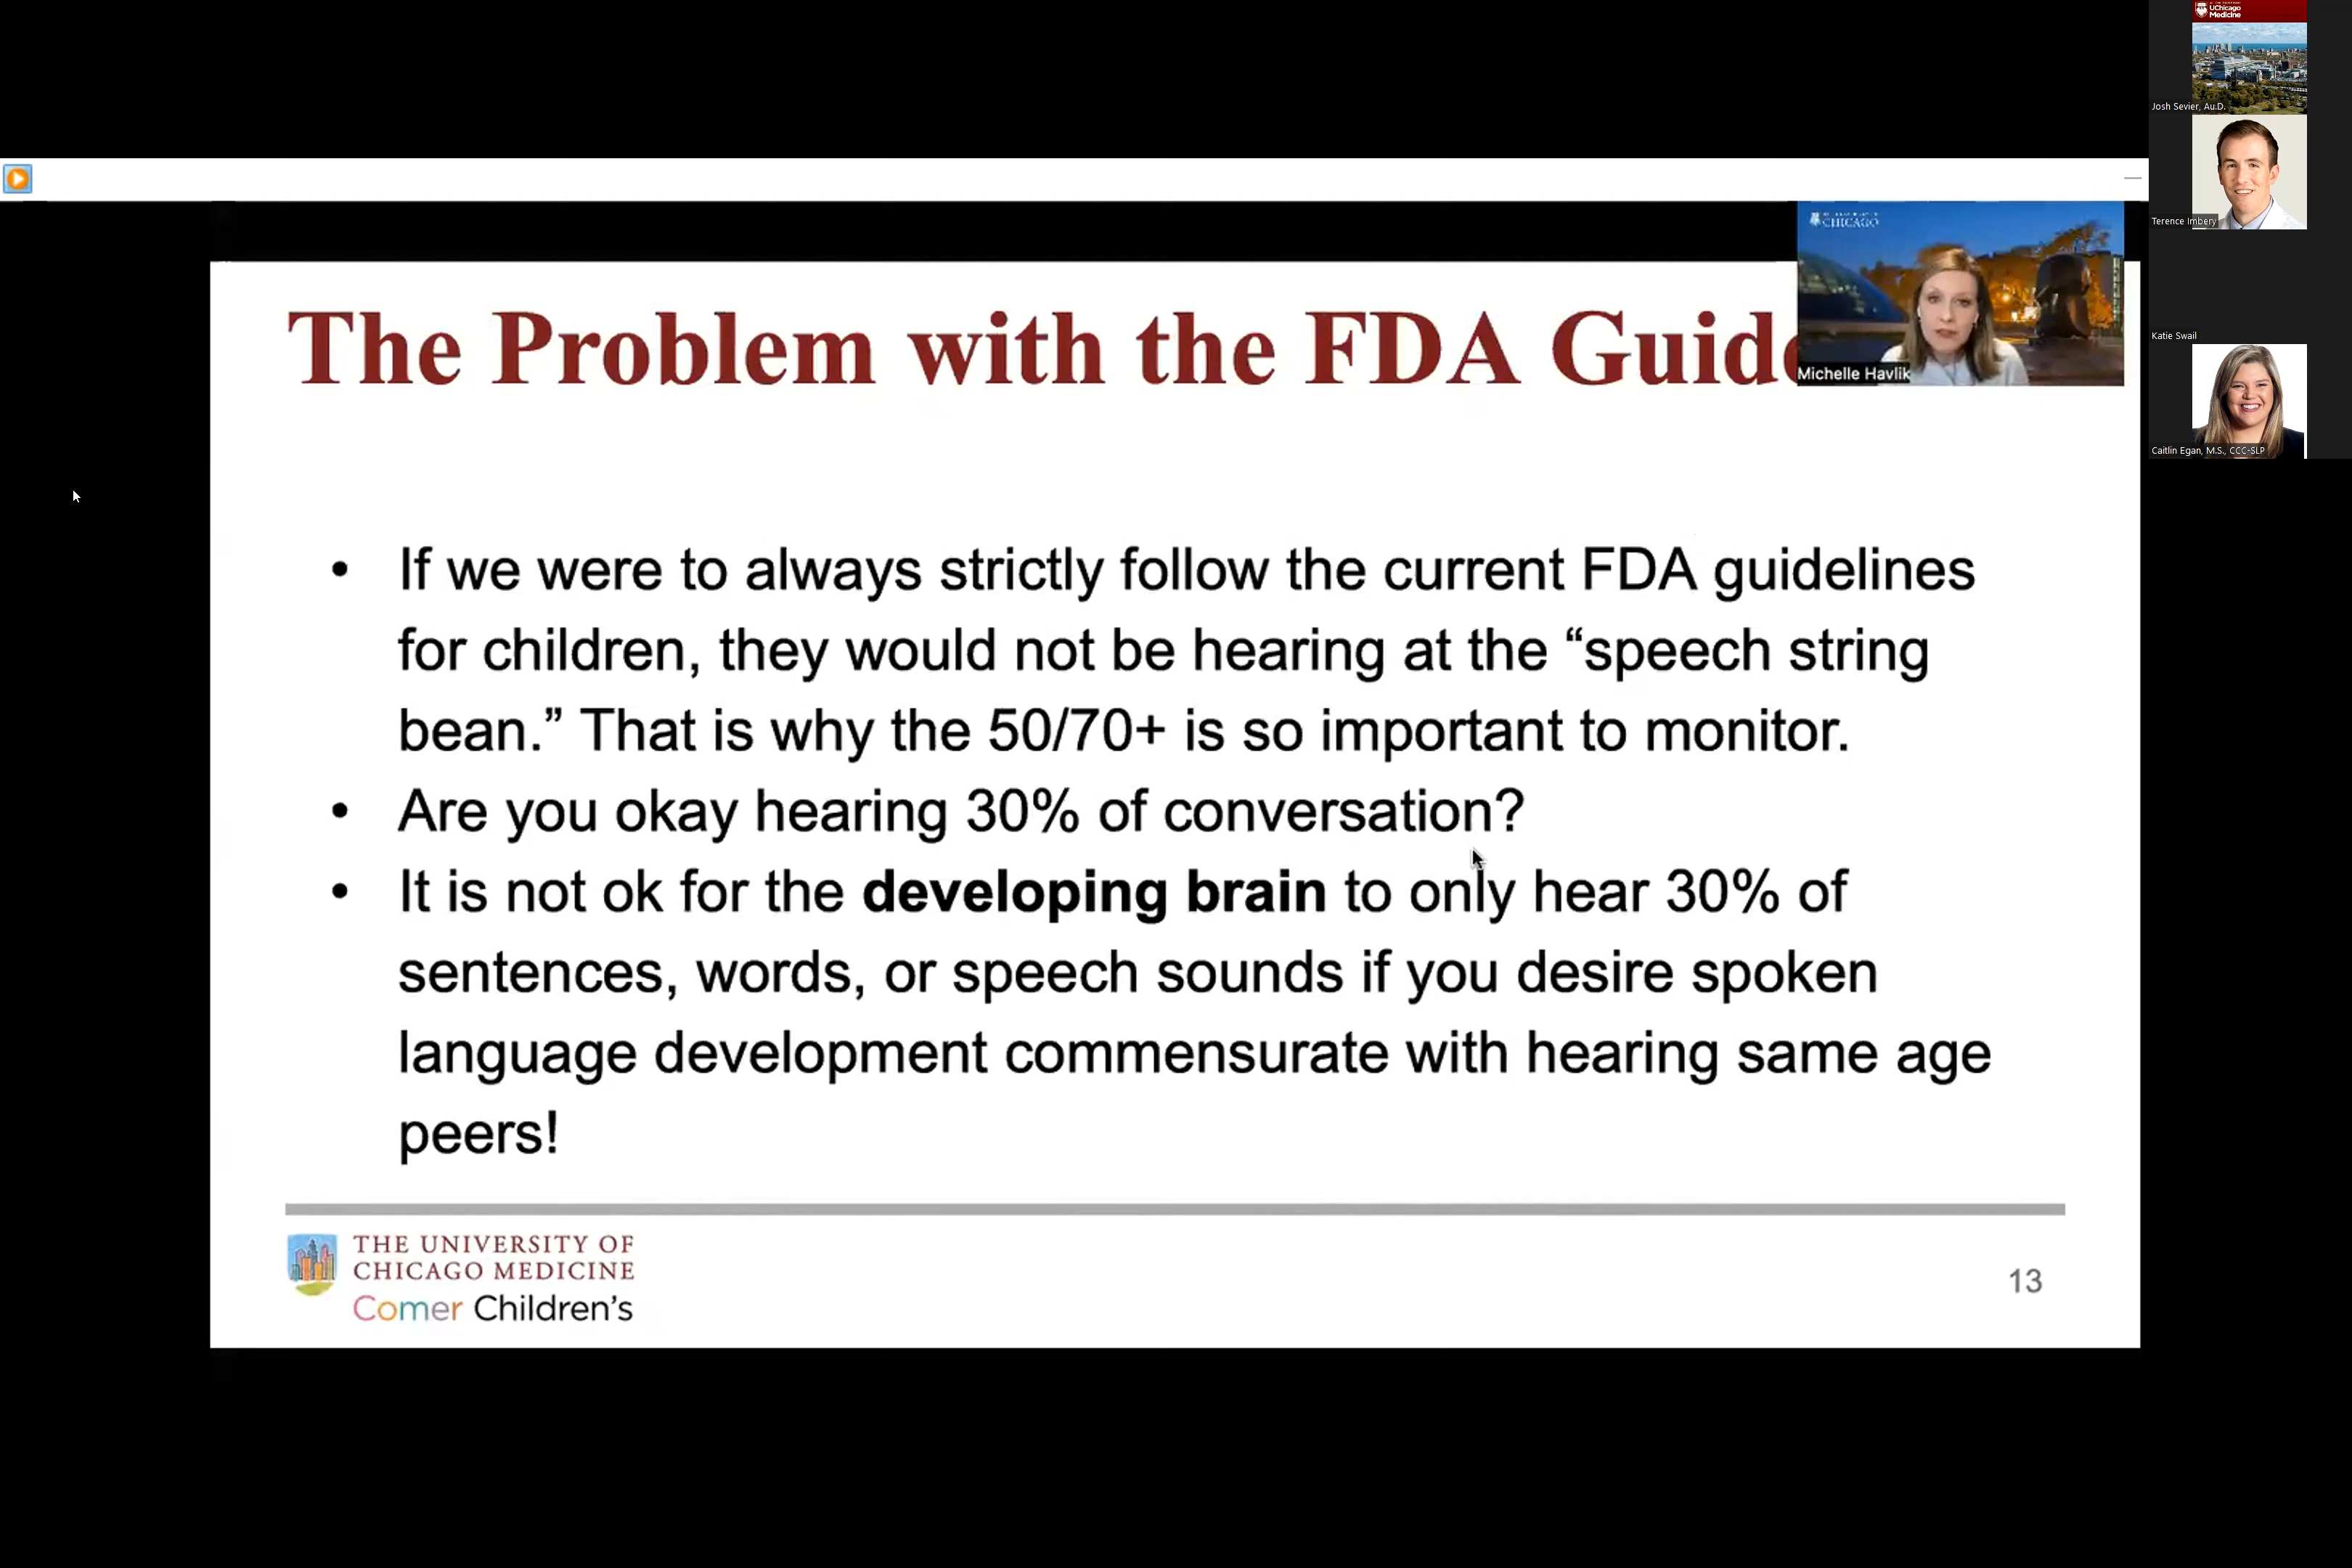 UChicago
Medicine
Josh Sevier, Au.D.
Terence Imbery
Katie Swail
Caitlin Egan, M.S., CCC-SLP
CHICAGO
Michelle Havlik
The Problem with the FDA Guide
• If we were to always strictly follow the current FDA guidelines
for children, they would not be hearing at the “speech string
bean.” That is why the 50/70+ is so important to monitor.
• Are you okay hearing 30% of conversation?
• It is not ok for the developing brain to only hear 30% of
sentences, words, or speech sounds if you desire spoken
language development commensurate with hearing same age
peers!
THE UNIVERSITY OF
CHICAGO MEDICINE
Comer Children’s
13